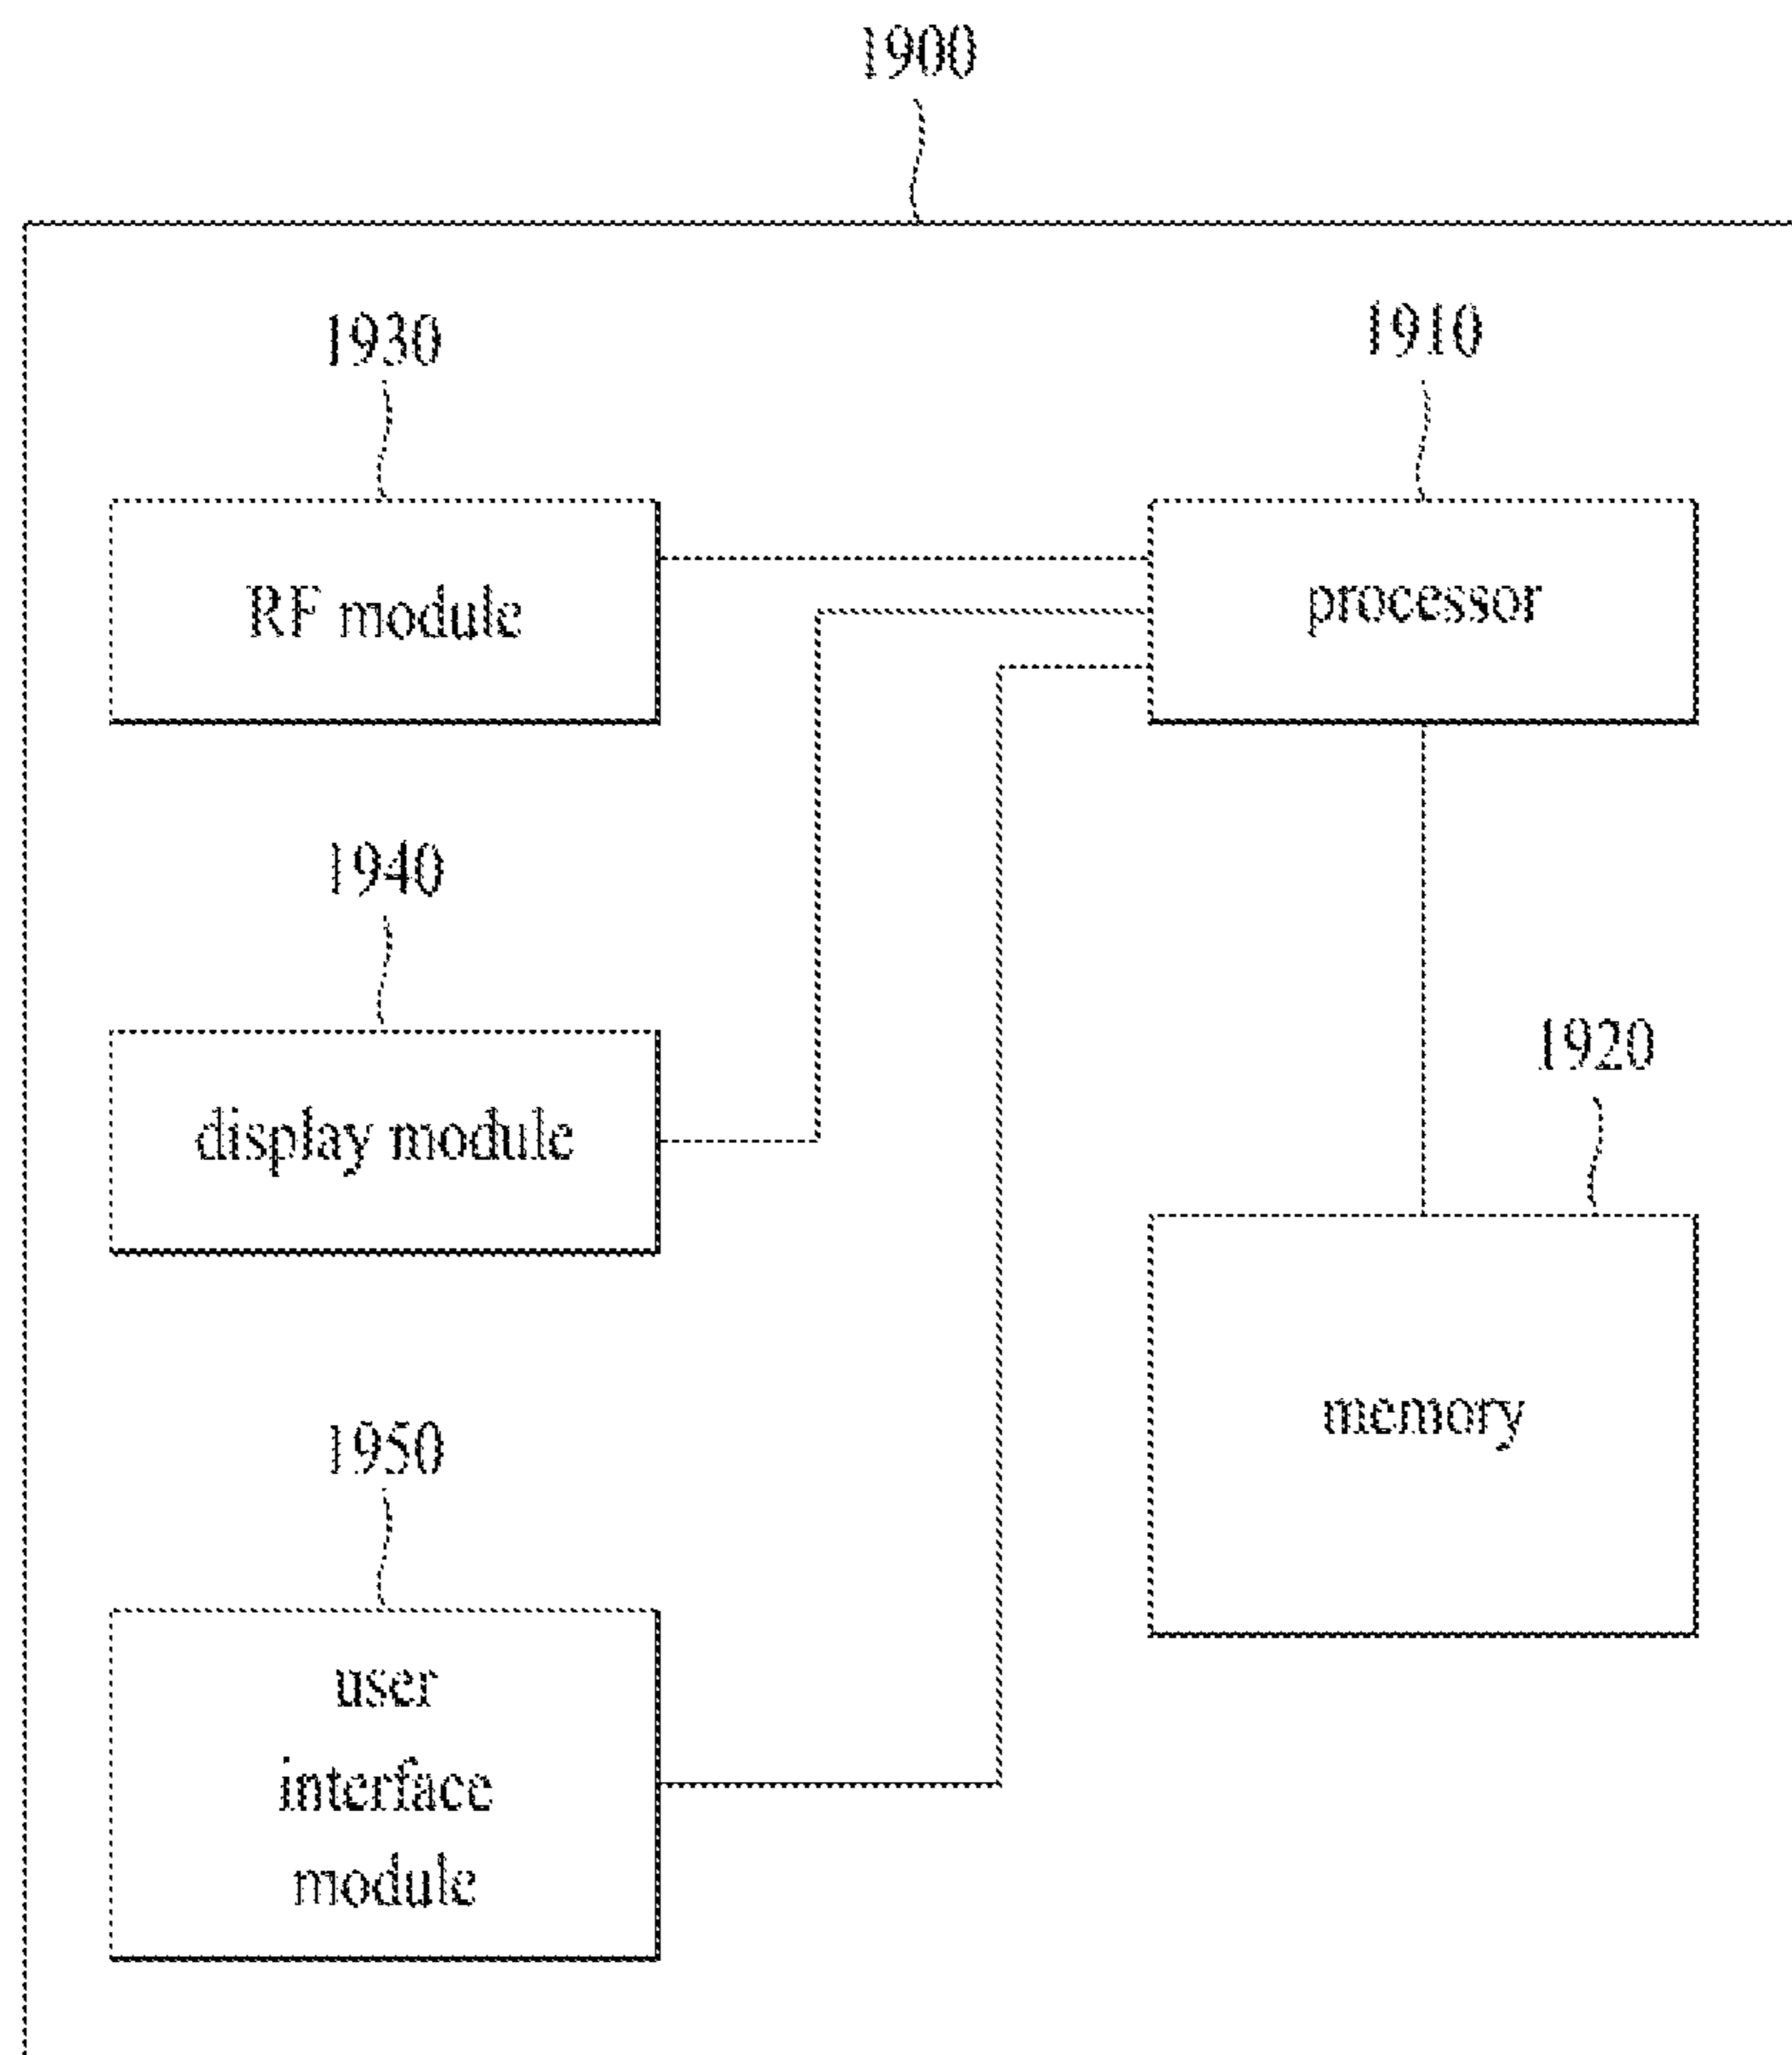 1900
1930
1910
RF module
processor
1940
1920
display module
memory
1950
user
interface
module